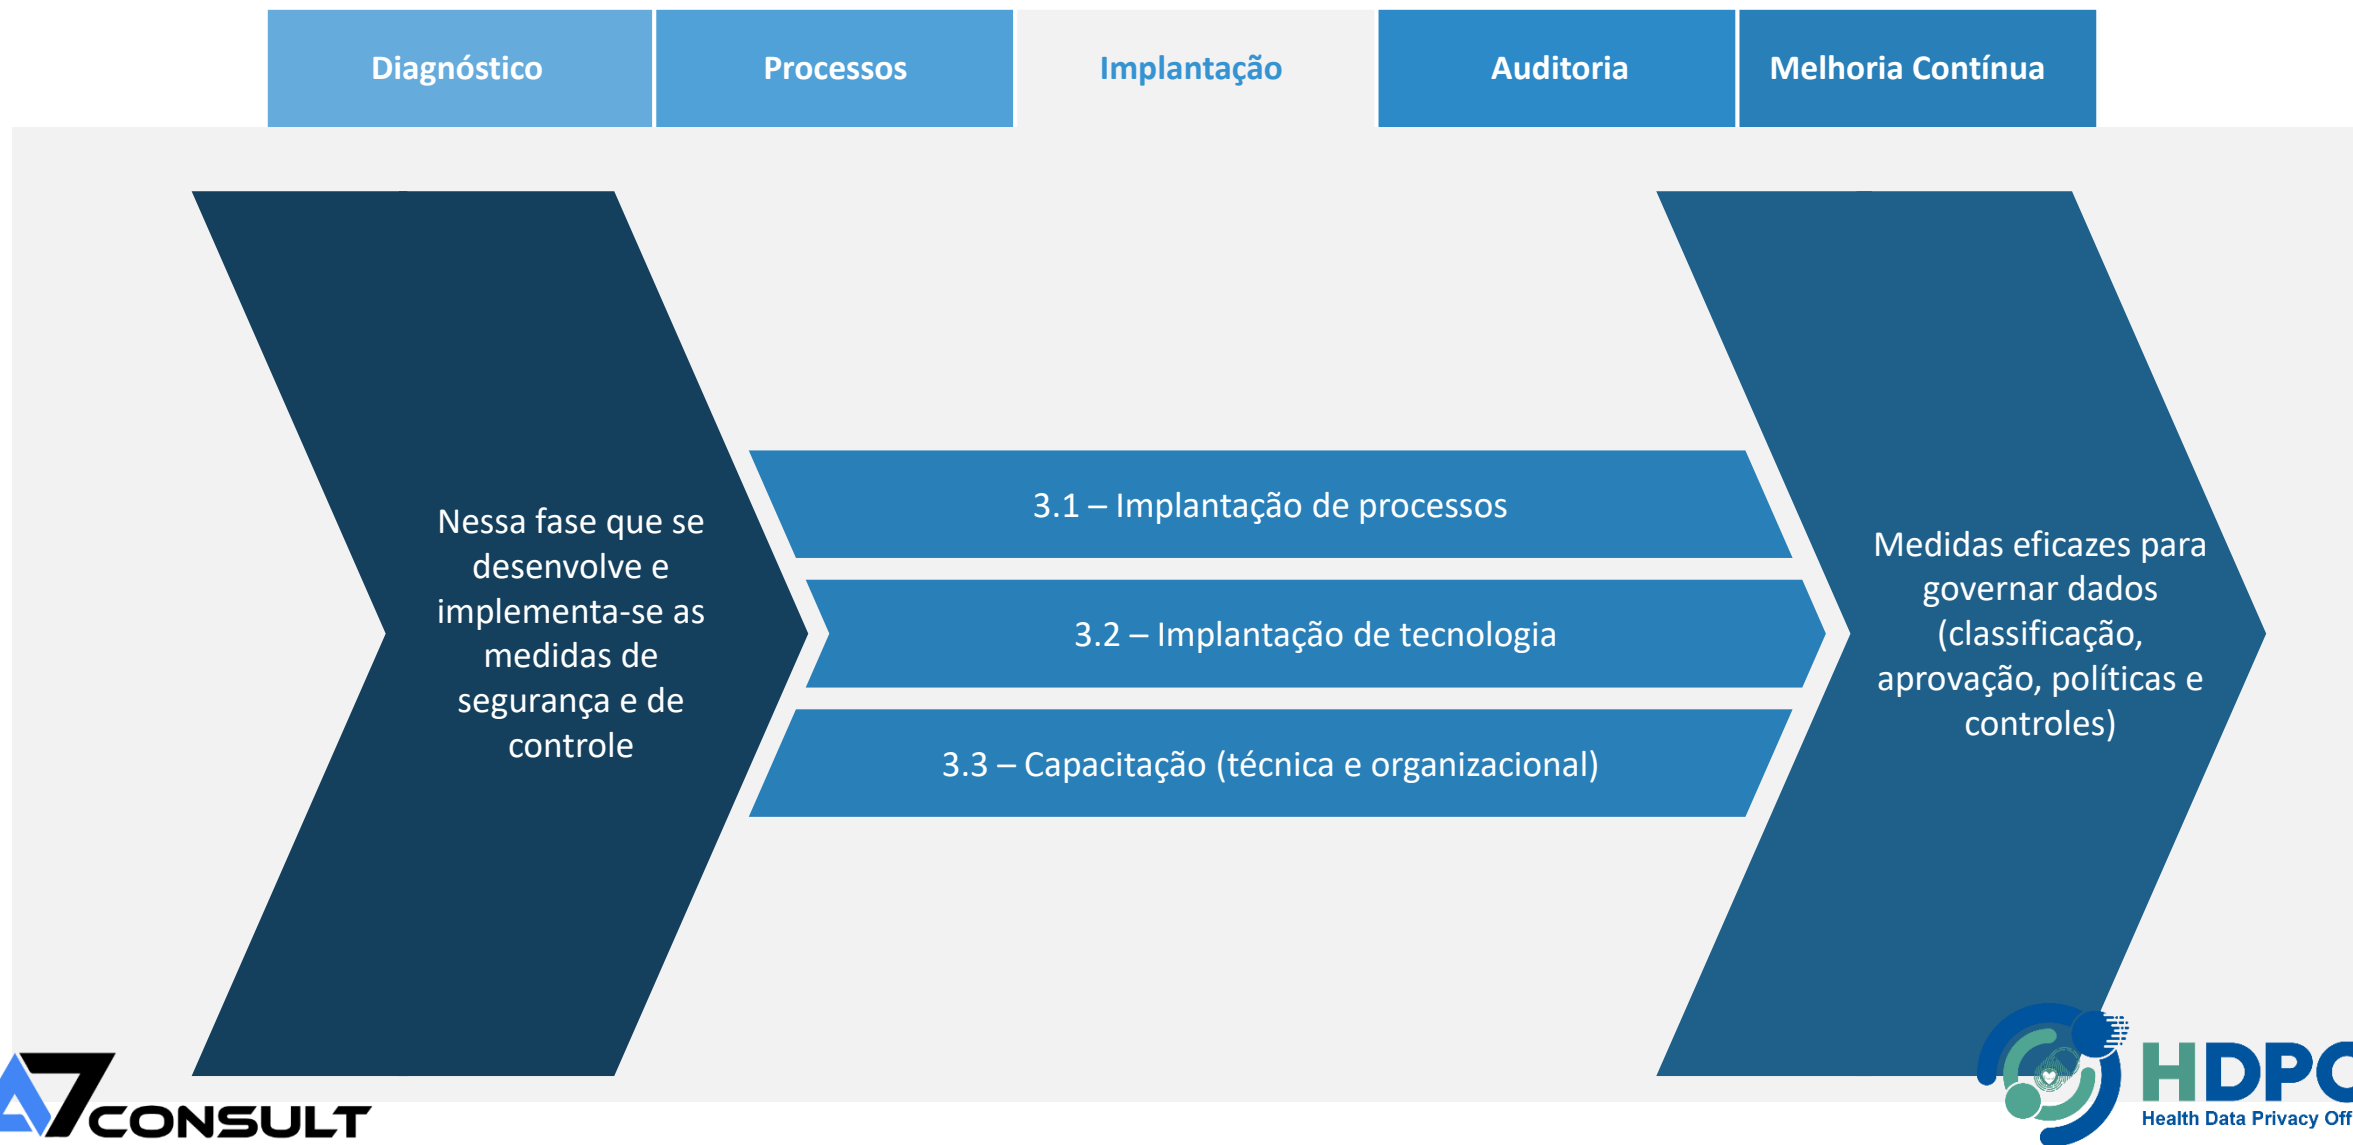 Diagnóstico
Processos
Implantação
Auditoria
Melhoria Contínua
Nessa fase que se
desenvolve e
implementa-se as
medidas de
segurança e de
controle
3.1 – Implantação de processos
3.2 – Implantação de tecnologia
3.3 – Capacitação (técnica e organizacional)
Medidas eficazes para
governar dados
(classificação,
aprovação, políticas e
controles)
A7CONSULT
HDPO
Health Data Privacy Off